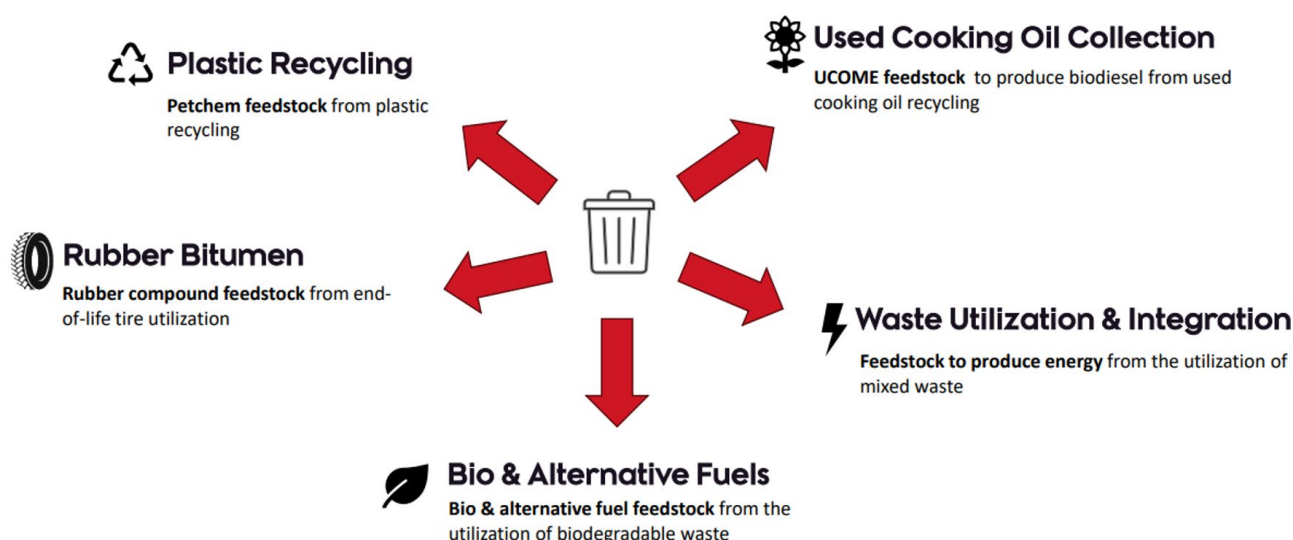 Plastic Recycling
Petchem feedstock from plastic
recycling
Used Cooking Oil Collection
UCOME feedstock to produce biodiesel from used
cooking oil recycling
Rubber Bitumen
Rubber compound feedstock from end-
of-life tire utilization
Waste Utilization & Integration
Feedstock to produce energy from the utilization of
mixed waste
Bio & Alternative Fuels
Bio & alternative fuel feedstock from the
utilization of biodegradable waste